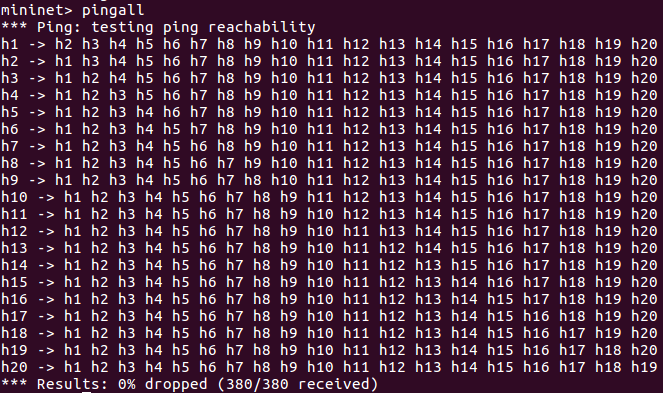 mininet> pingall
*** Ping: testing ping reachability
h1 -> h2 h3 h4 h5 h6 h7 h8 h9 h10 h11 h12 h13 h14 h15 h16 h17 h18 h19 h20
h2 -> h1 h3 h4 h5 h6 h7 h8 h9 h10 h11 h12 h13 h14 h15 h16 h17 h18 h19 h20
h3 -> h1 h2 h4 h5 h6 h7 h8 h9 h10 h11 h12 h13 h14 h15 h16 h17 h18 h19 h20
h4 -> h1 h2 h3 h5 h6 h7 h8 h9 h10 h11 h12 h13 h14 h15 h16 h17 h18 h19 h20
h5 -> h1 h2 h3 h4 h6 h7 h8 h9 h10 h11 h12 h13 h14 h15 h16 h17 h18 h19 h20
h6 -> h1 h2 h3 h4 h5 h7 h8 h9 h10 h11 h12 h13 h14 h15 h16 h17 h18 h19 h20
h7 -> h1 h2 h3 h4 h5 h6 h8 h9 h10 h11 h12 h13 h14 h15 h16 h17 h18 h19 h20
h8 -> h1 h2 h3 h4 h5 h6 h7 h9 h10 h11 h12 h13 h14 h15 h16 h17 h18 h19 h20
h9 -> h1 h2 h3 h4 h5 h6 h7 h8 h10 h11 h12 h13 h14 h15 h16 h17 h18 h19 h20
h10 -> h1 h2 h3 h4 h5 h6 h7 h8 h9 h11 h12 h13 h14 h15 h16 h17 h18 h19 h20
h11 -> h1 h2 h3 h4 h5 h6 h7 h8 h9 h10 h12 h13 h14 h15 h16 h17 h18 h19 h20
h12 -> h1 h2 h3 h4 h5 h6 h7 h8 h9 h10 h11 h13 h14 h15 h16 h17 h18 h19 h20
h13 -> h1 h2 h3 h4 h5 h6 h7 h8 h9 h10 h11 h12 h14 h15 h16 h17 h18 h19 h20
h14 -> h1 h2 h3 h4 h5 h6 h7 h8 h9 h10 h11 h12 h13 h15 h16 h17 h18 h19 h20
h15 -> h1 h2 h3 h4 h5 h6 h7 h8 h9 h10 h11 h12 h13 h14 h16 h17 h18 h19 h20
h16 -> h1 h2 h3 h4 h5 h6 h7 h8 h9 h10 h11 h12 h13 h14 h15 h17 h18 h19 h20
h17 -> h1 h2 h3 h4 h5 h6 h7 h8 h9 h10 h11 h12 h13 h14 h15 h16 h18 h19 h20
h18 -> h1 h2 h3 h4 h5 h6 h7 h8 h9 h10 h11 h12 h13 h14 h15 h16 h17 h19 h20
h19 -> h1 h2 h3 h4 h5 h6 h7 h8 h9 h10 h11 h12 h13 h14 h15 h16 h17 h18 h20
h20 -> h1 h2 h3 h4 h5 h6 h7 h8 h9 h10 h11 h12 h13 h14 h15 h16 h17 h18 h19
*** Results: 0% dropped (380/380 received)